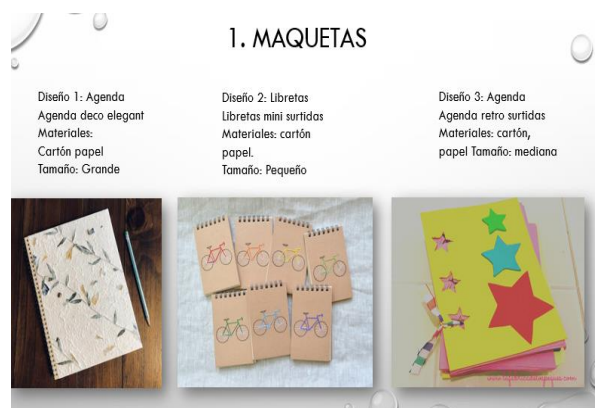 1. MAQUETAS
Diseño 1: Agenda
Agenda deco elegant
Materiales:
Cartón papel
Tamaño: Grande
Diseño 2: Libretas
Libretas mini surtidas
Materiales: cartón
papel.
Tamaño: Pequeño
Diseño 3: Agenda
Agenda retro surtidas
Materiales: cartón,
papel Tamaño: mediana